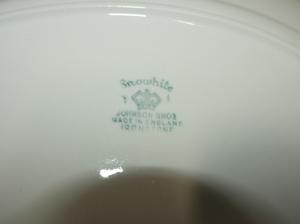 Snowhite
JOHNSON BROS
MADE IN ENGLAND
IRONSTONE